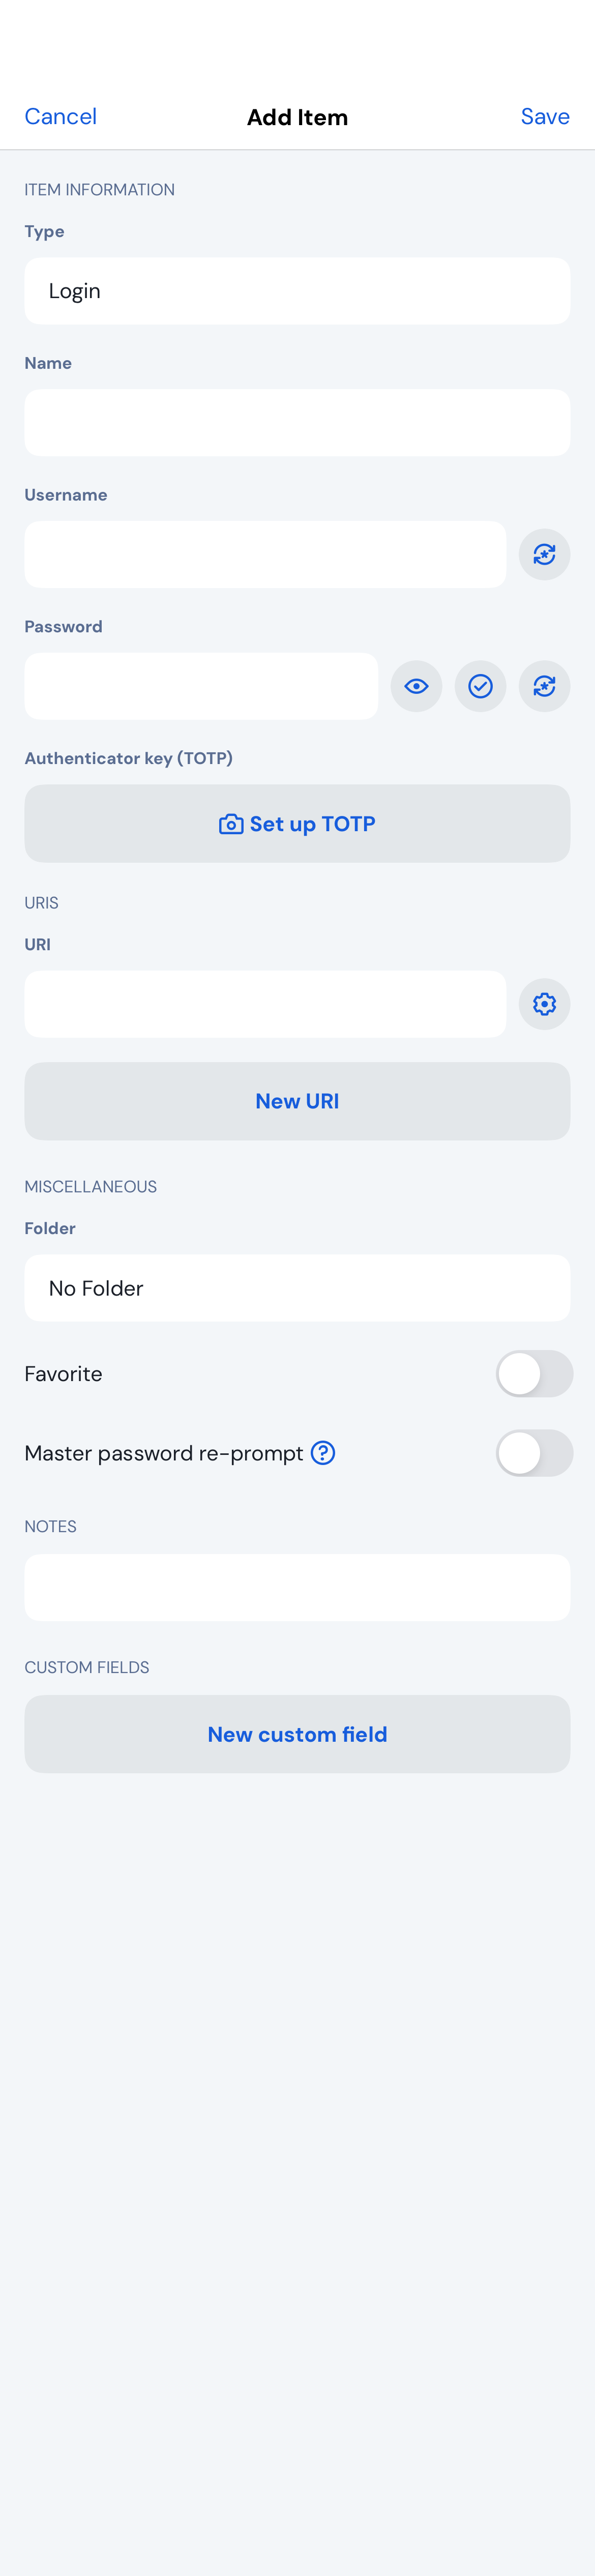 Cancel Add Item Save
ITEM INFORMATION
Type
Login
Name
Username
Password
Authenticator key (TOTP)
Set up TOTP
URIS
URI
New URI
MISCELLANEOUS
Folder
No Folder
Favorite
Master password re-prompt
NOTES
CUSTOM FIELDS
New custom field